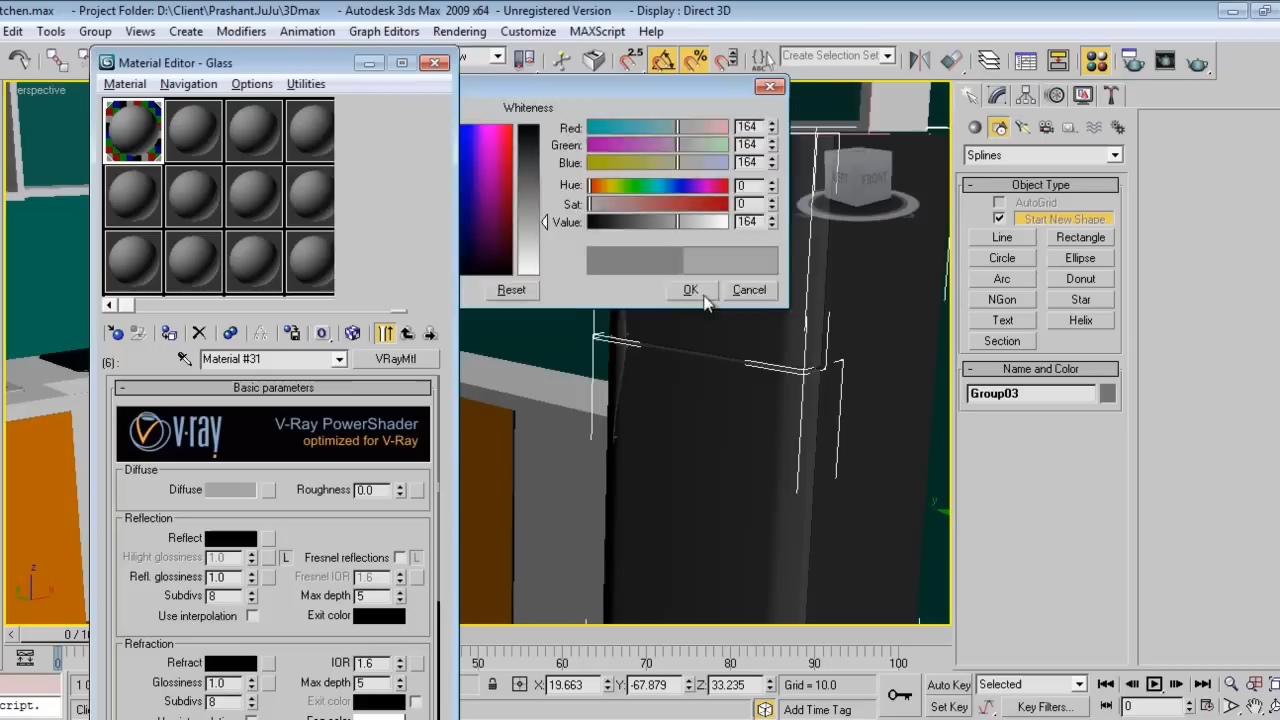 tchen.max - Project Folder: D:\Client\PrashantJuJu\3Dmax - Autodesk 3ds Max 2009 x64 - Unregistered Version - Display : Direct 3D
Edit Tools Group Views Create Modifiers Animation Graph Editors Rendering Customize MAXScript Help
w 2.5 % ABC Create Selection Set
erspective
Material Editor - Glass
Material Navigation Options Utilities
Whiteness
Red: 164
Green: 164
Blue: 164
Hue: 0
Sat: 0
Value: 164
Reset OK Cancel
FRONT
Splines
- Object Type
AutoGrid
Start New Shape
Line Rectangle
Circle Ellipse
Arc Donut
NGon Star
Text Helix
Section
- Name and Color
Group03
(6): Material #31 VRayMtl
- Basic parameters
v·ray V-Ray PowerShader
optimized for V-Ray
Diffuse
Diffuse Roughness 0.0
Reflection
Reflect
Hilight glossiness 1.0 L Fresnel reflections L
Refl. glossiness 1.0 Fresnel IOR 1.6
Subdivs 8 Max depth 5
Use interpolation Exit color
Refraction
Refract IOR 1.6
Glossiness 1.0 Max depth 5
Subdivs 8 Exit color
z
x
y
< 0 / 10
0
50 60 70 80 90 100
X: 19.663 Y: -67.879 Z: 33.235 Grid = 10.0
Auto Key Selected
Add Time Tag Set Key Key Filters... 0
cript.